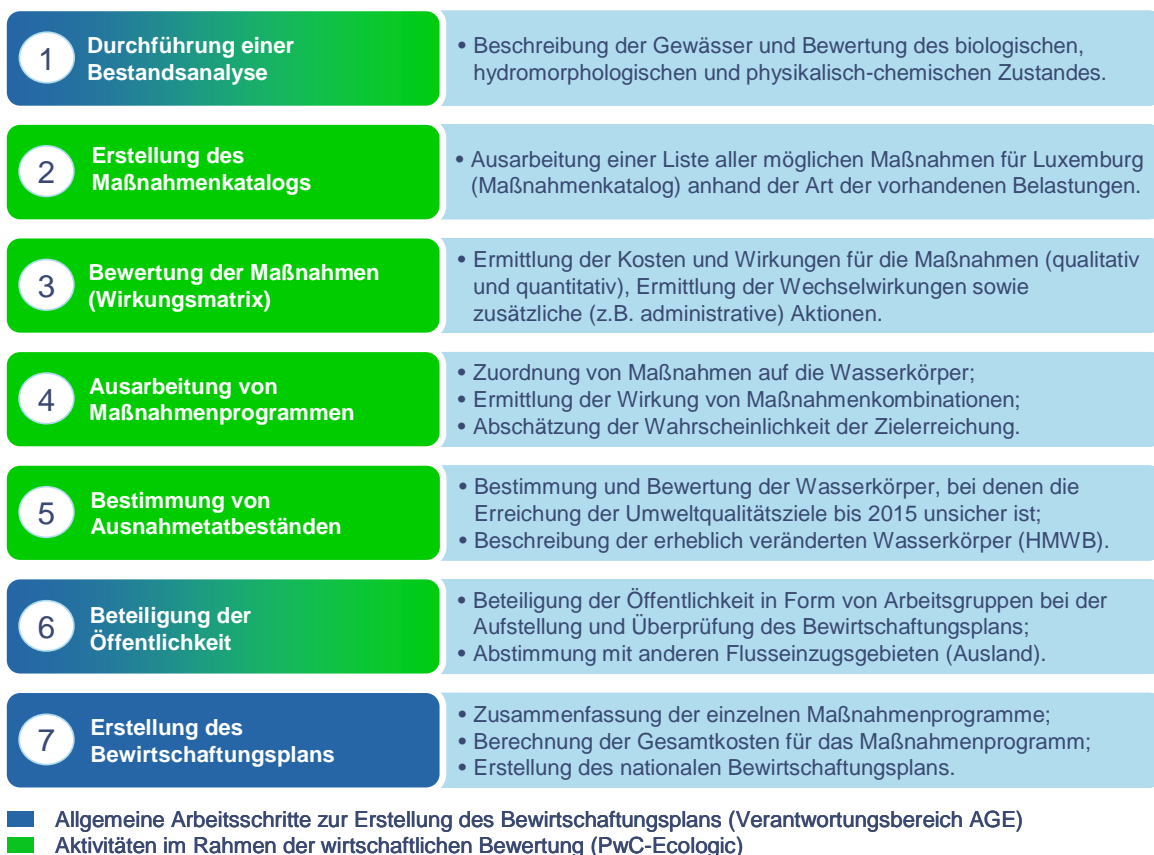 1
Durchführung einer
Bestandsanalyse
• Beschreibung der Gewässer und Bewertung des biologischen,
hydromorphologischen und physikalisch-chemischen Zustandes.
2
Erstellung des
Maßnahmenkatalogs
• Ausarbeitung einer Liste aller möglichen Maßnahmen für Luxemburg
(Maßnahmenkatalog) anhand der Art der vorhandenen Belastungen.
3
Bewertung der Maßnahmen
(Wirkungsmatrix)
• Ermittlung der Kosten und Wirkungen für die Maßnahmen (qualitativ
und quantitativ), Ermittlung der Wechselwirkungen sowie
zusätzliche (z.B. administrative) Aktionen.
4
Ausarbeitung von
Maßnahmenprogrammen
• Zuordnung von Maßnahmen auf die Wasserkörper;
• Ermittlung der Wirkung von Maßnahmenkombinationen;
• Abschätzung der Wahrscheinlichkeit der Zielerreichung.
5
Bestimmung von
Ausnahmetatbeständen
• Bestimmung und Bewertung der Wasserkörper, bei denen die
Erreichung der Umweltqualitätsziele bis 2015 unsicher ist;
• Beschreibung der erheblich veränderten Wasserkörper (HMWB).
6
Beteiligung der
Öffentlichkeit
• Beteiligung der Öffentlichkeit in Form von Arbeitsgruppen bei der
Aufstellung und Überprüfung des Bewirtschaftungsplans;
• Abstimmung mit anderen Flusseinzugsgebieten (Ausland).
7
Erstellung des
Bewirtschaftungsplans
• Zusammenfassung der einzelnen Maßnahmenprogramme;
• Berechnung der Gesamtkosten für das Maßnahmenprogramm;
• Erstellung des nationalen Bewirtschaftungsplans.
Allgemeine Arbeitsschritte zur Erstellung des Bewirtschaftungsplans (Verantwortungsbereich AGE)
Aktivitäten im Rahmen der wirtschaftlichen Bewertung (PwC-Ecologic)